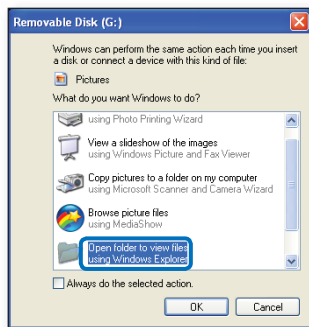 Removable Disk (G:)
Windows can perform the same action each time you insert
a disk or connect a device with this kind of file:
Pictures
What do you want Windows to do?
using Photo Printing Wizard
View a slideshow of the images
using Windows Picture and Fax Viewer
Copy pictures to a folder on my computer
using Microsoft Scanner and Camera Wizard
Browse picture files
using MediaShow
Open folder to view files
using Windows Explorer
Always do the selected action.
OK
Cancel